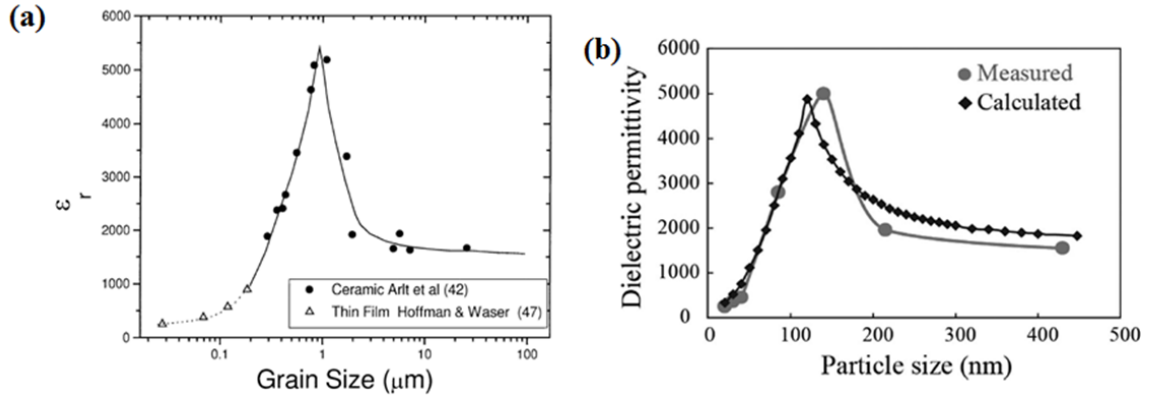 (a)
6000
5000
4000
3000
2000
1000
0
ε r
0.1
1
10
100
Grain Size (μm)
Ceramic Arlt et al (42)
Thin Film Hoffman & Waser (47)
(b)
6000
5000
4000
3000
2000
1000
0
Dielectric permittivity
0
100
200
300
400
500
Particle size (nm)
Measured
Calculated